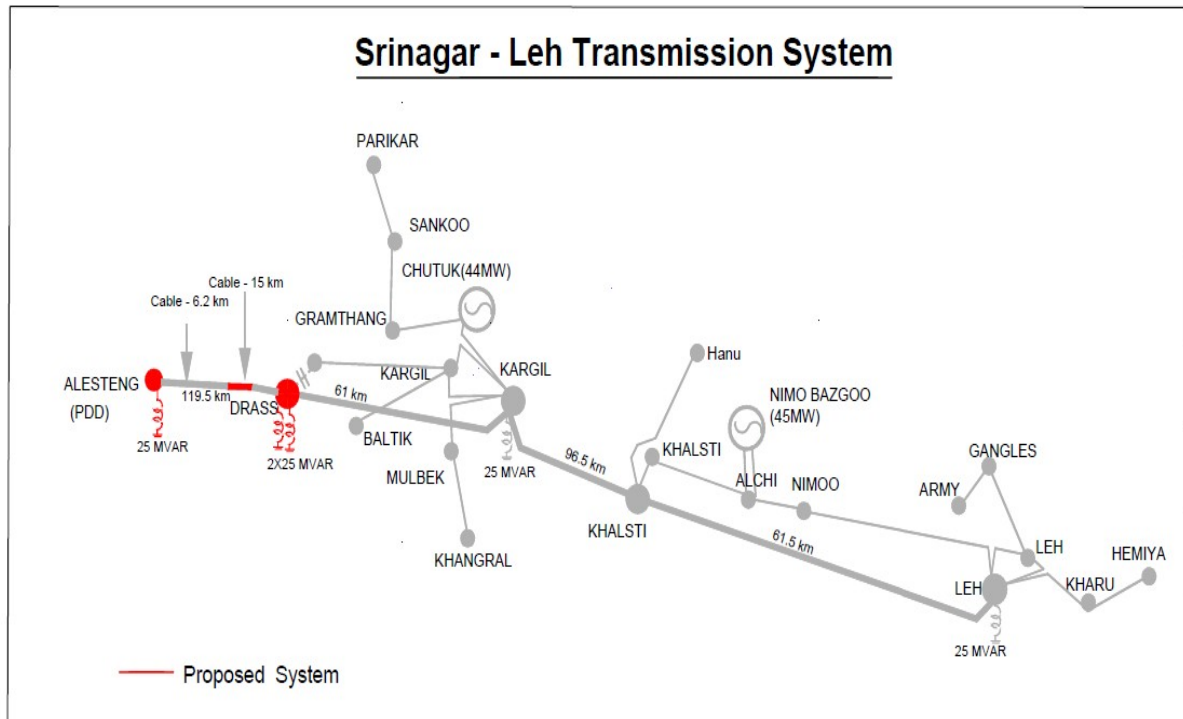 Srinagar - Leh Transmission System
PARIKAR
SANKOO
CHUTUK(44MW)
Cable - 15 km
Cable - 6.2 km
GRAMTHANG
Hanu
KARGIL
KARGIL
ALESTENG
(PDD)
119.5 km
DRASS
61 km
NIMO BAZGOO
(45MW)
BALTIK
25 MVAR
2X25 MVAR
MULBEK
25 MVAR
96.5 km
KHALSTI
ALCHI
NIMOO
GANGLES
ARMY
KHALSTI
KHANGRAL
61.5 km
LEH
HEMIYA
LEH
KHARU
25 MVAR
Proposed System